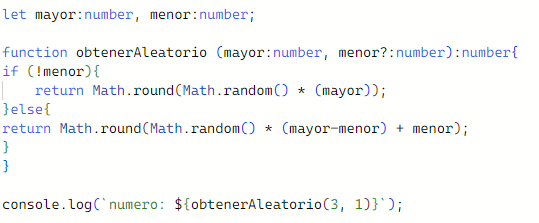 let mayor:number, menor:number;
function obtenerAleatorio (mayor:number, menor?:number):number{
if (!menor){
return Math.round(Math.random() * (mayor));
}else{
return Math.round(Math.random() * (mayor-menor) + menor);
}
}
console.log(`numero: ${obtenerAleatorio(3, 1)}`);